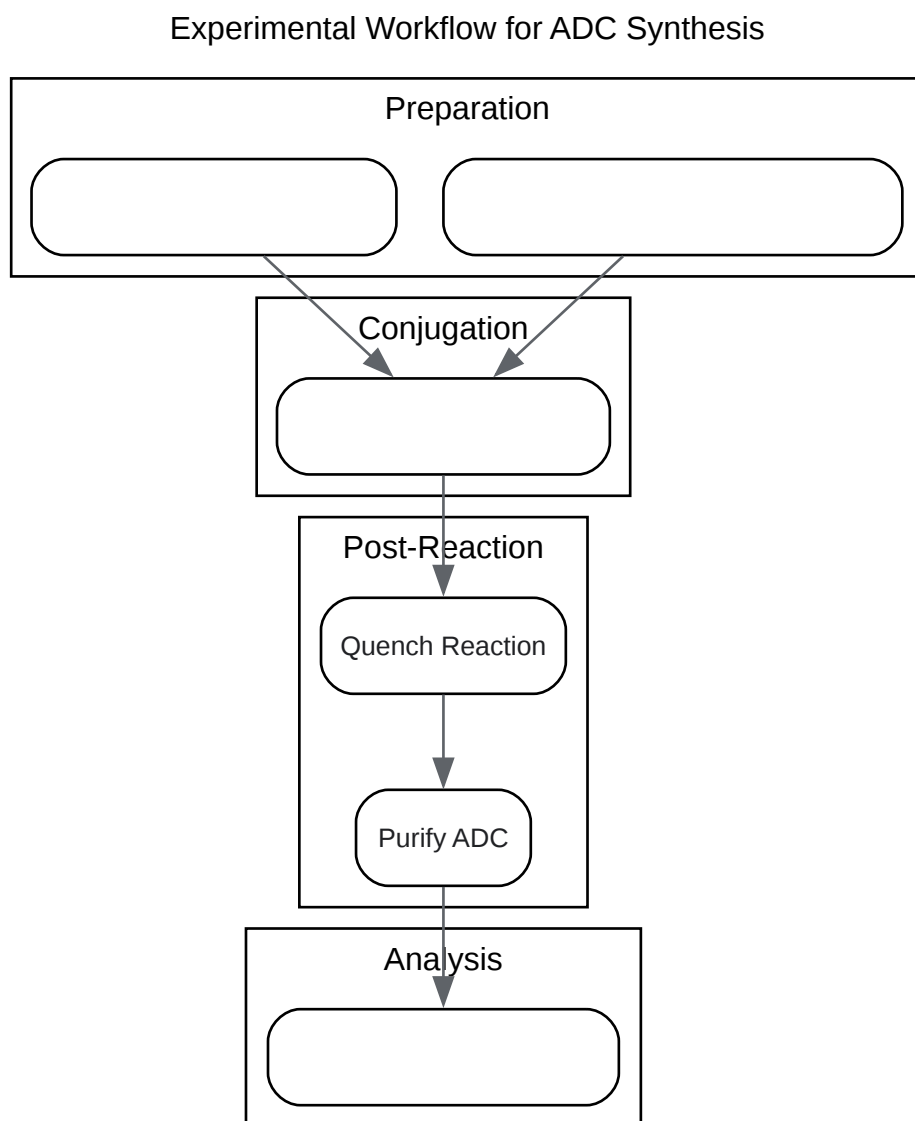 Experimental Workflow for ADC Synthesis
Preparation
Conjugation
Post-Reaction
Quench Reaction
Purify ADC
Analysis